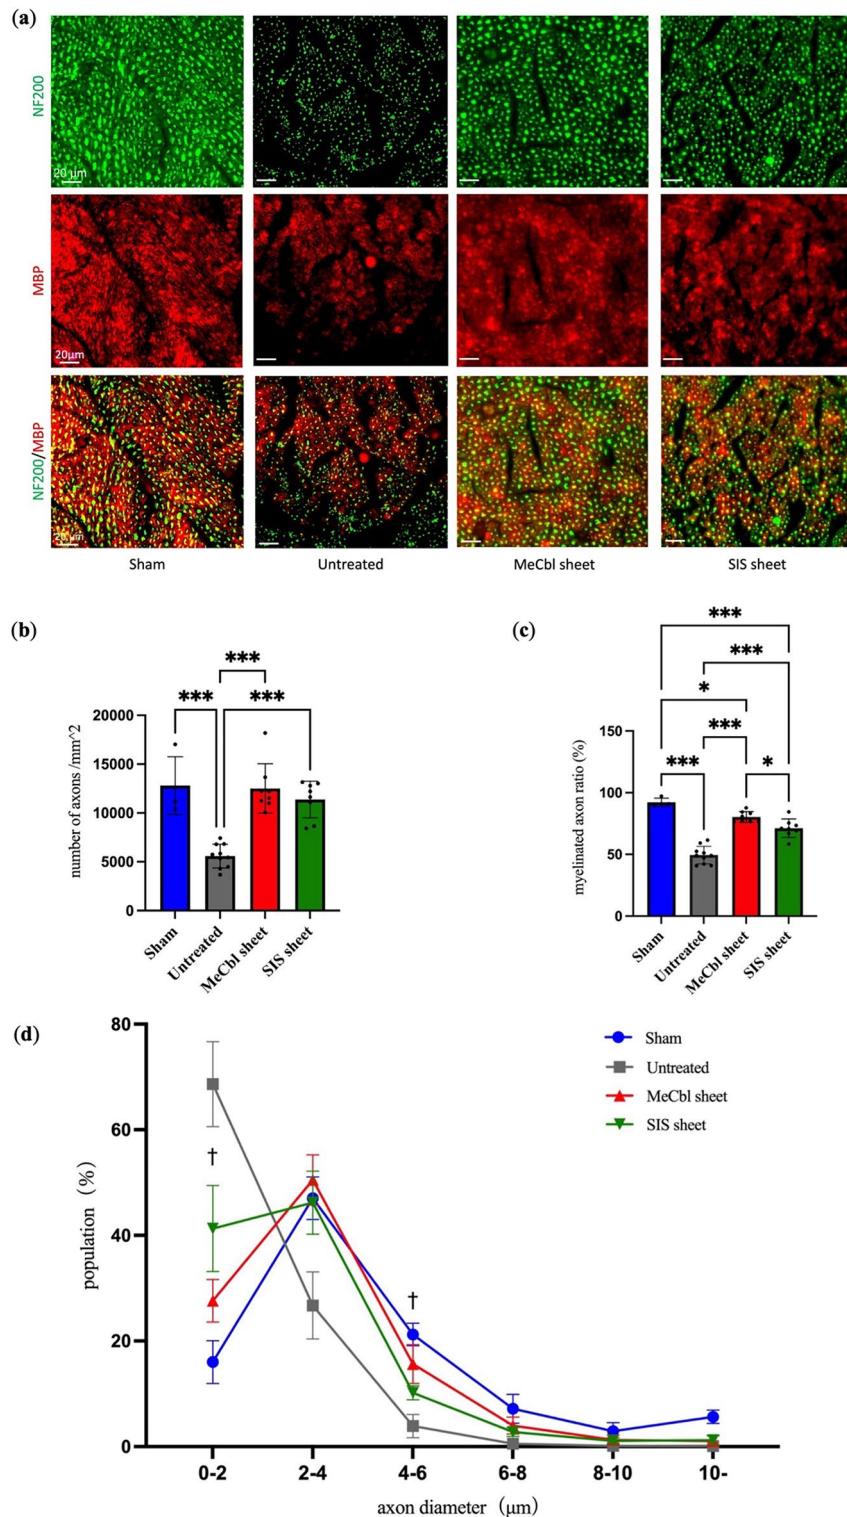 (a)
NF200
20 μm
MBP
20μm
NF200/MBP
20 μm
Sham Untreated MeCbl sheet SIS sheet
(b)
***
*** ***
number of axons /mm^2
20000
15000
10000
5000
0
Sham
Untreated
MeCbl sheet
SIS sheet
(c)
***
***
*
***
*** *
myelinated axon ratio (%)
150
100
50
0
Sham
Untreated
MeCbl sheet
SIS sheet
(d)
Sham
Untreated
MeCbl sheet
SIS sheet
population (%)
80
60
40
20
0
†
†
0-2 2-4 4-6 6-8 8-10 10-
axon diameter (μm)